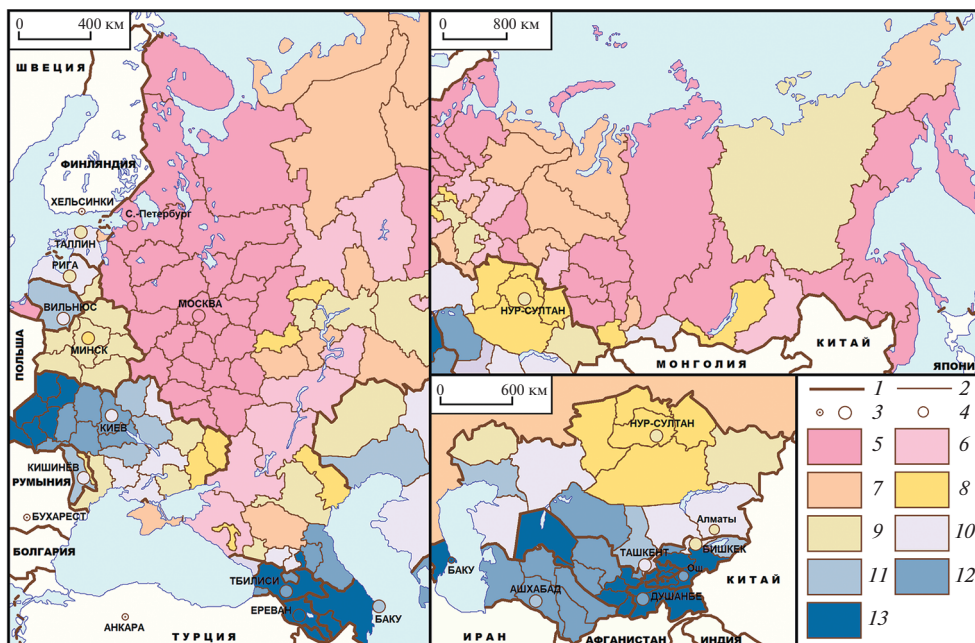 0 400 км
ШВЕЦИЯ
ФИНЛЯНДИЯ
ХЕЛЬСИНКИ
С.-Петербург
ТАЛЛИН
РИГА
ВИЛЬНЮС
МОСКВА
МИНСК
ПОЛЬША
КИЕВ
КИШИНЕВ
РУМЫНИЯ
БУХАРЕСТ
БОЛГАРИЯ
ТБИЛИСИ
ЕРЕВАН
БАКУ
АНКАРА
ТУРЦИЯ
0 800 км
НУР-СУЛТАН
МОНГОЛИЯ
КИТАЙ
ЯПОНИ
0 600 км
НУР-СУЛТАН
Алматы
БИШКЕК
ТАШКЕНТ
Ош
КИТАЙ
БАКУ
АШХАБАД
ДУШАНБЕ
ИРАН
АФГАНИСТАН
ИНДИЯ
1 2
3 4
5 6
7 8
9 10
11 12
13